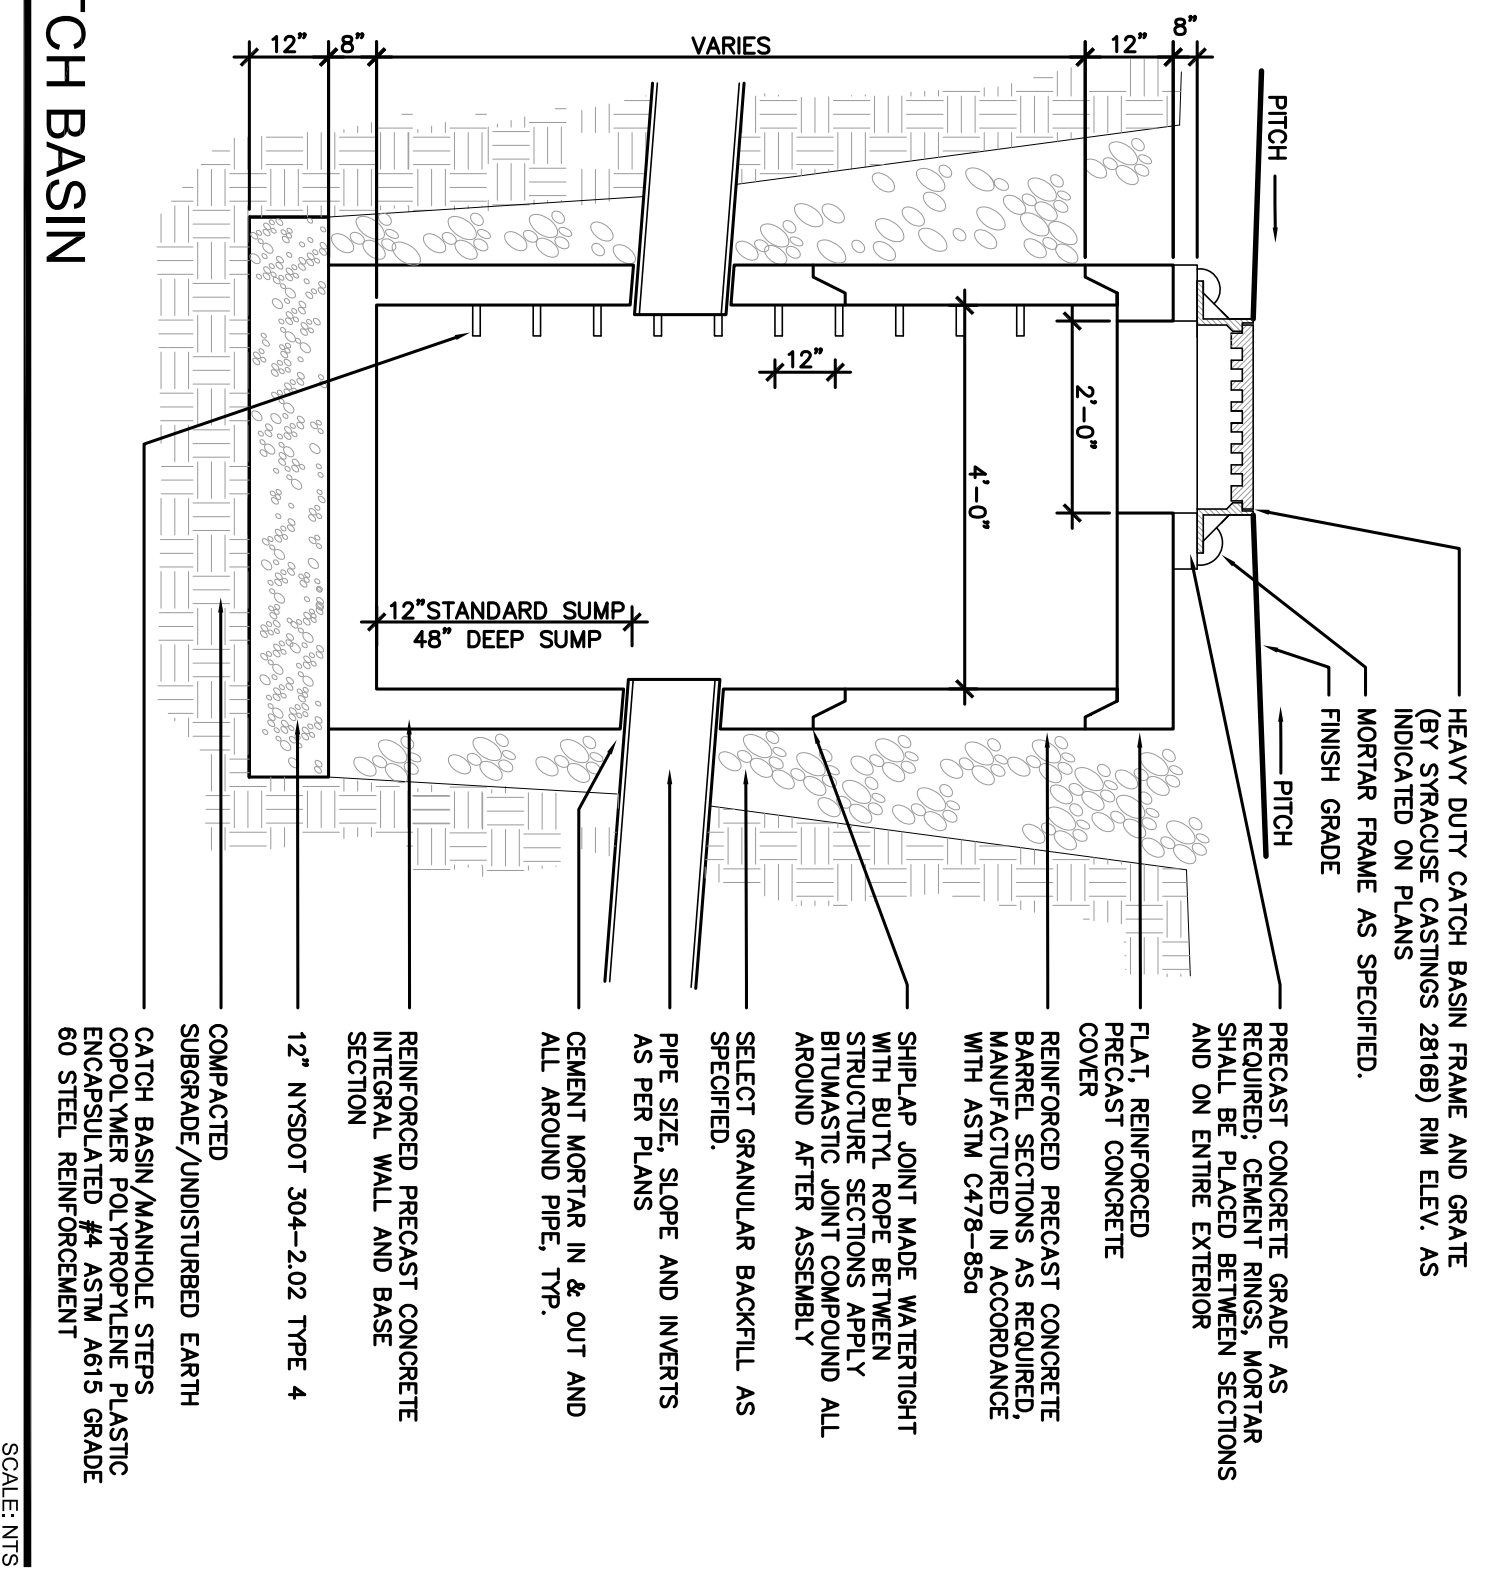 8"
12"
VARIES
8"
12"
PITCH
PITCH
2'-0"
4'-0"
12"
12"STANDARD SUMP
48" DEEP SUMP
HEAVY DUTY CATCH BASIN FRAME AND GRATE
(BY SYRACUSE CASTINGS 2816B) RIM ELEV. AS
INDICATED ON PLANS
MORTAR FRAME AS SPECIFIED.
FINISH GRADE
PRECAST CONCRETE GRADE AS
REQUIRED; CEMENT RINGS, MORTAR
SHALL BE PLACED BETWEEN SECTIONS
AND ON ENTIRE EXTERIOR
FLAT, REINFORCED
PRECAST CONCRETE
COVER
REINFORCED PRECAST CONCRETE
BARREL SECTIONS AS REQUIRED,
MANUFACTURED IN ACCORDANCE
WITH ASTM C478-85a
SHIPLAP JOINT MADE WATERTIGHT
WITH BUTYL ROPE BETWEEN
STRUCTURE SECTIONS APPLY
BITUMASTIC JOINT COMPOUND ALL
AROUND AFTER ASSEMBLY
SELECT GRANULAR BACKFILL AS
SPECIFIED.
PIPE SIZE, SLOPE AND INVERTS
AS PER PLANS
CEMENT MORTAR IN & OUT AND
ALL AROUND PIPE, TYP.
REINFORCED PRECAST CONCRETE
INTEGRAL WALL AND BASE
SECTION
12" NYSDOT 304-2.02 TYPE 4
COMPACTED
SUBGRADE/UNDISTURBED EARTH
CATCH BASIN/MANHOLE STEPS
COPOLYMER POLYPROPYLENE PLASTIC
ENCAPSULATED #4 ASTM A615 GRADE
60 STEEL REINFORCEMENT
TCH BASIN
SCALE: NTS